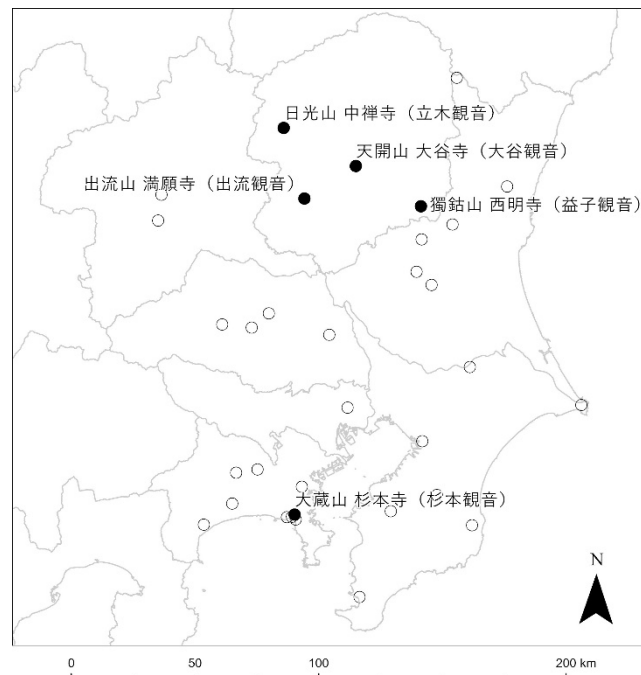 日光山 中禅寺（立木観音）
天開山 大谷寺（大谷観音）
出流山 満願寺（出流観音）
獨鈷山 西明寺（益子観音）
大蔵山 杉本寺（杉本観音）
N
0 50 100 200 km